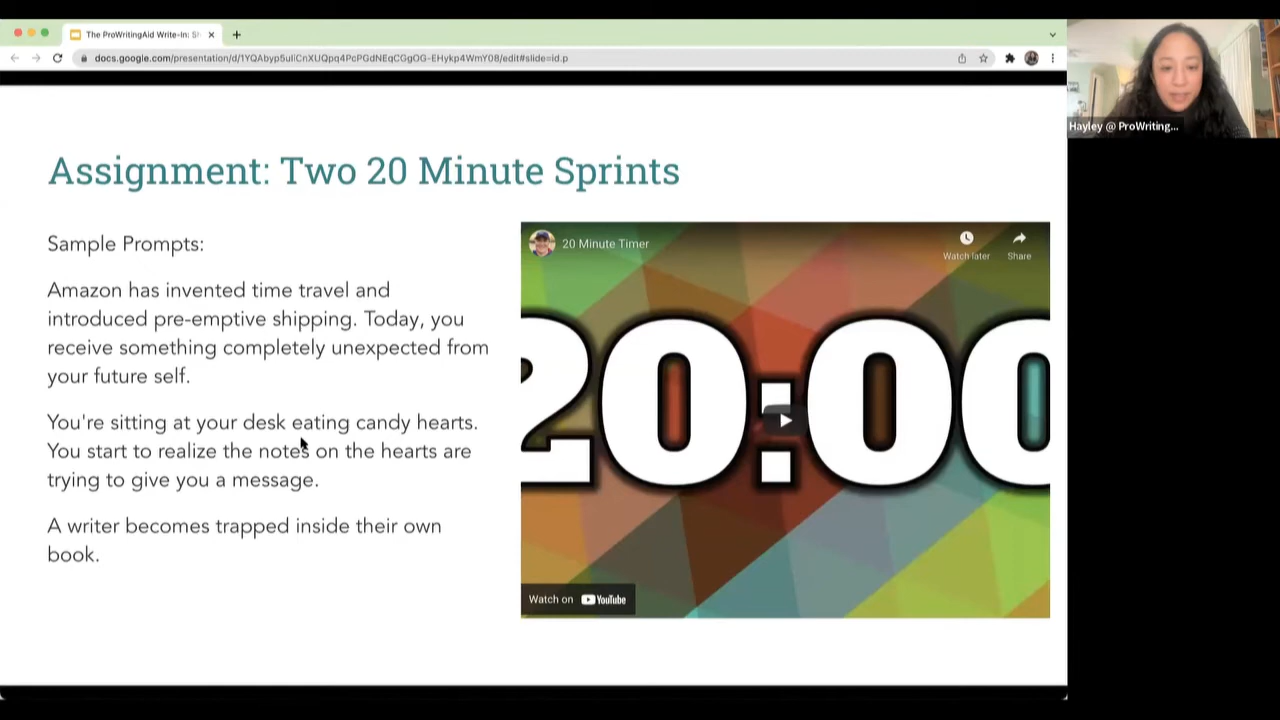 The ProWritingAid Write-In: S
docs.google.com/presentation/d/1YQAbyp5uliCnXUQpq4PcPGdNEqCGgOG-EHykp4WmY08/edit#slide=id.p
Hayley @ ProWriting...
Assignment: Two 20 Minute Sprints
Sample Prompts:
Amazon has invented time travel and
introduced pre-emptive shipping. Today, you
receive something completely unexpected from
your future self.
You're sitting at your desk eating candy hearts.
You start to realize the notes on the hearts are
trying to give you a message.
A writer becomes trapped inside their own
book.
20 Minute Timer
Watch later
Share
20:00
Watch on YouTube